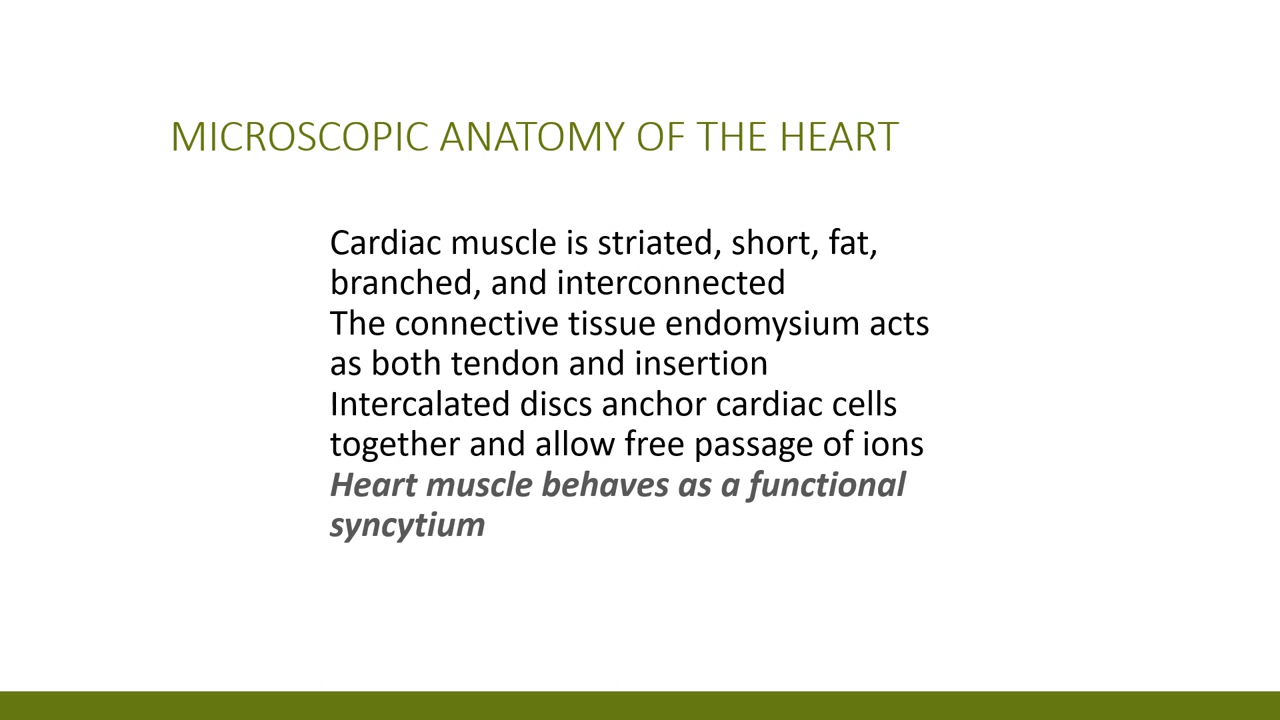 MICROSCOPIC ANATOMY OF THE HEART
Cardiac muscle is striated, short, fat,
branched, and interconnected
The connective tissue endomysium acts
as both tendon and insertion
Intercalated discs anchor cardiac cells
together and allow free passage of ions
Heart muscle behaves as a functional
syncytium